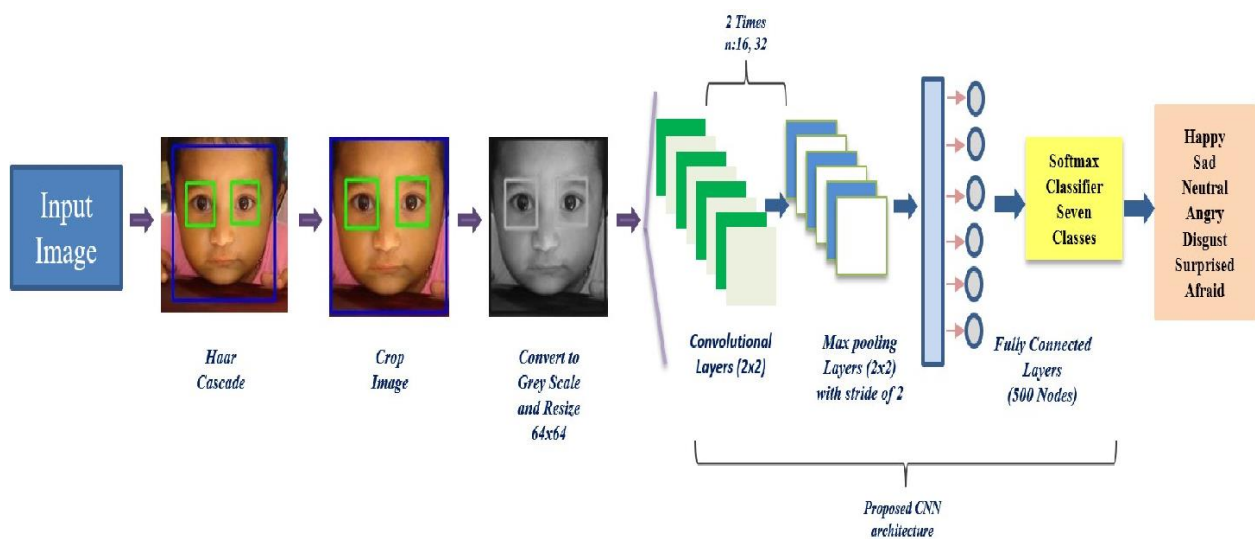 2 Times
n:16, 32
Input
Image
Haar
Cascade
Crop
Image
Convert to
Grey Scale
and Resize
64x64
Convolutional
Layers (2x2)
Max pooling
Layers (2x2)
with stride of 2
Fully Connected
Layers
(500 Nodes)
Softmax
Classifier
Seven
Classes
Happy
Sad
Neutral
Angry
Disgust
Surprised
Afraid
Proposed CNN
architecture